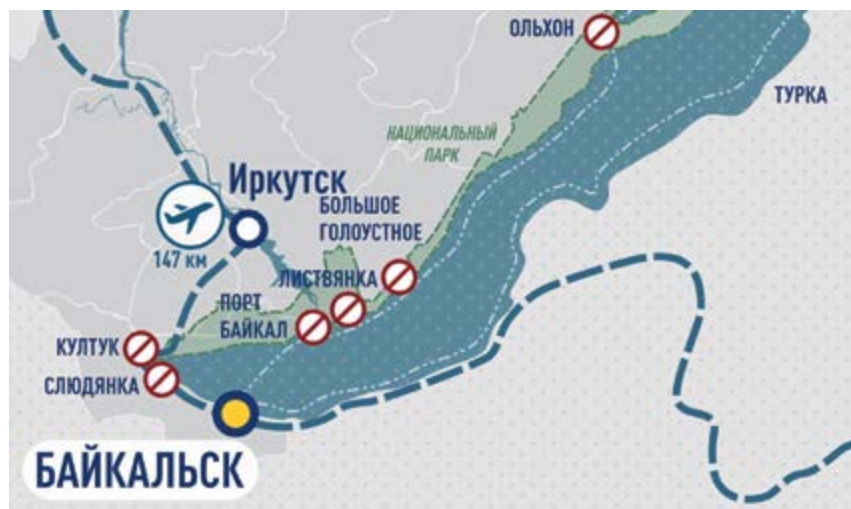 ОЛЬХОН
ТУРКА
НАЦИОНАЛЬНЫЙ
ПАРК
Иркутск
БОЛЬШОЕ
ГОЛОУСТНОЕ
147 км
ЛИСТВЯНКА
ПОРТ
БАЙКАЛ
КУЛТУК
СЛЮДЯНКА
БАЙКАЛЬСК